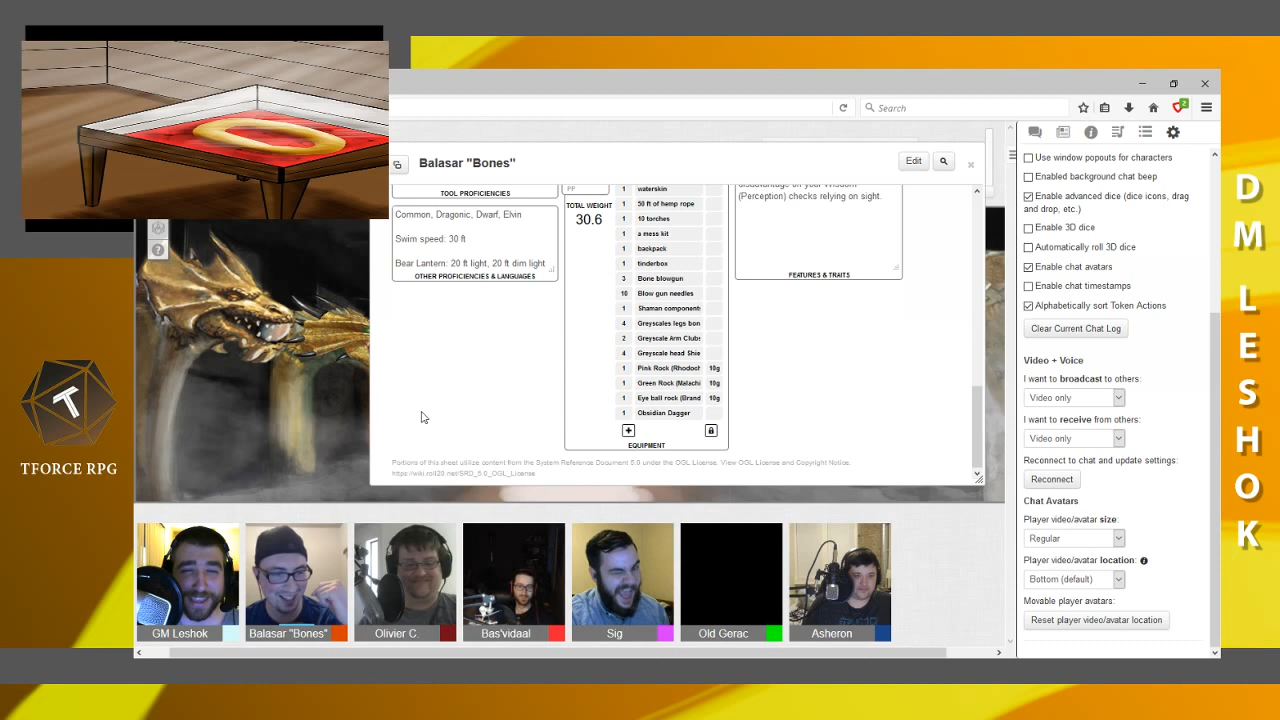 Search
2
Balasar "Bones"
Edit
TOOL PROFICIENCIES
Common, Dragonic, Dwarf, Elvin
Swim speed: 30 ft
Bear Lantern: 20 ft light, 20 ft dim light
OTHER PROFICIENCIES & LANGUAGES
PP
TOTAL WEIGHT
30.6
1 waterskin
1 50 ft of hemp rope
1 10 torches
1 a mess kit
1 backpack
1 tinderbox
3 Bone blowgun
10 Blow gun needles
1 Shaman component
4 Greyscales legs bon
2 Greyscale Arm Clubs
4 Greyscale head Shie
1 Pink Rock (Rhodoch 10g
1 Green Rock (Malachi 10g
1 Eye ball rock (Brand 10g
1 Obsidian Dagger
EQUIPMENT
disadvantage on your Wisdom
(Perception) checks relying on sight.
FEATURES & TRAITS
Portions of this sheet utilize content from the System Reference Document 5.0 under the OGL License. View OGL License and Copyright Notice.
https://wiki.roll20.net/SRD_5.0_OGL_License
Use window popouts for characters
Enabled background chat beep
Enable advanced dice (dice icons, drag
and drop, etc.)
Enable 3D dice
Automatically roll 3D dice
Enable chat avatars
Enable chat timestamps
Alphabetically sort Token Actions
Clear Current Chat Log
Video + Voice
I want to broadcast to others:
Video only
I want to receive from others:
Video only
Reconnect to chat and update settings:
Reconnect
Chat Avatars
Player video/avatar size:
Regular
Player video/avatar location:
Bottom (default)
Movable player avatars:
Reset player video/avatar location
GM Leshok
Balasar "Bones"
Olivier C.
Bas'vidaal
Sig
Old Gerac
Asheron
T
TFORCE RPG
DM LESHOK